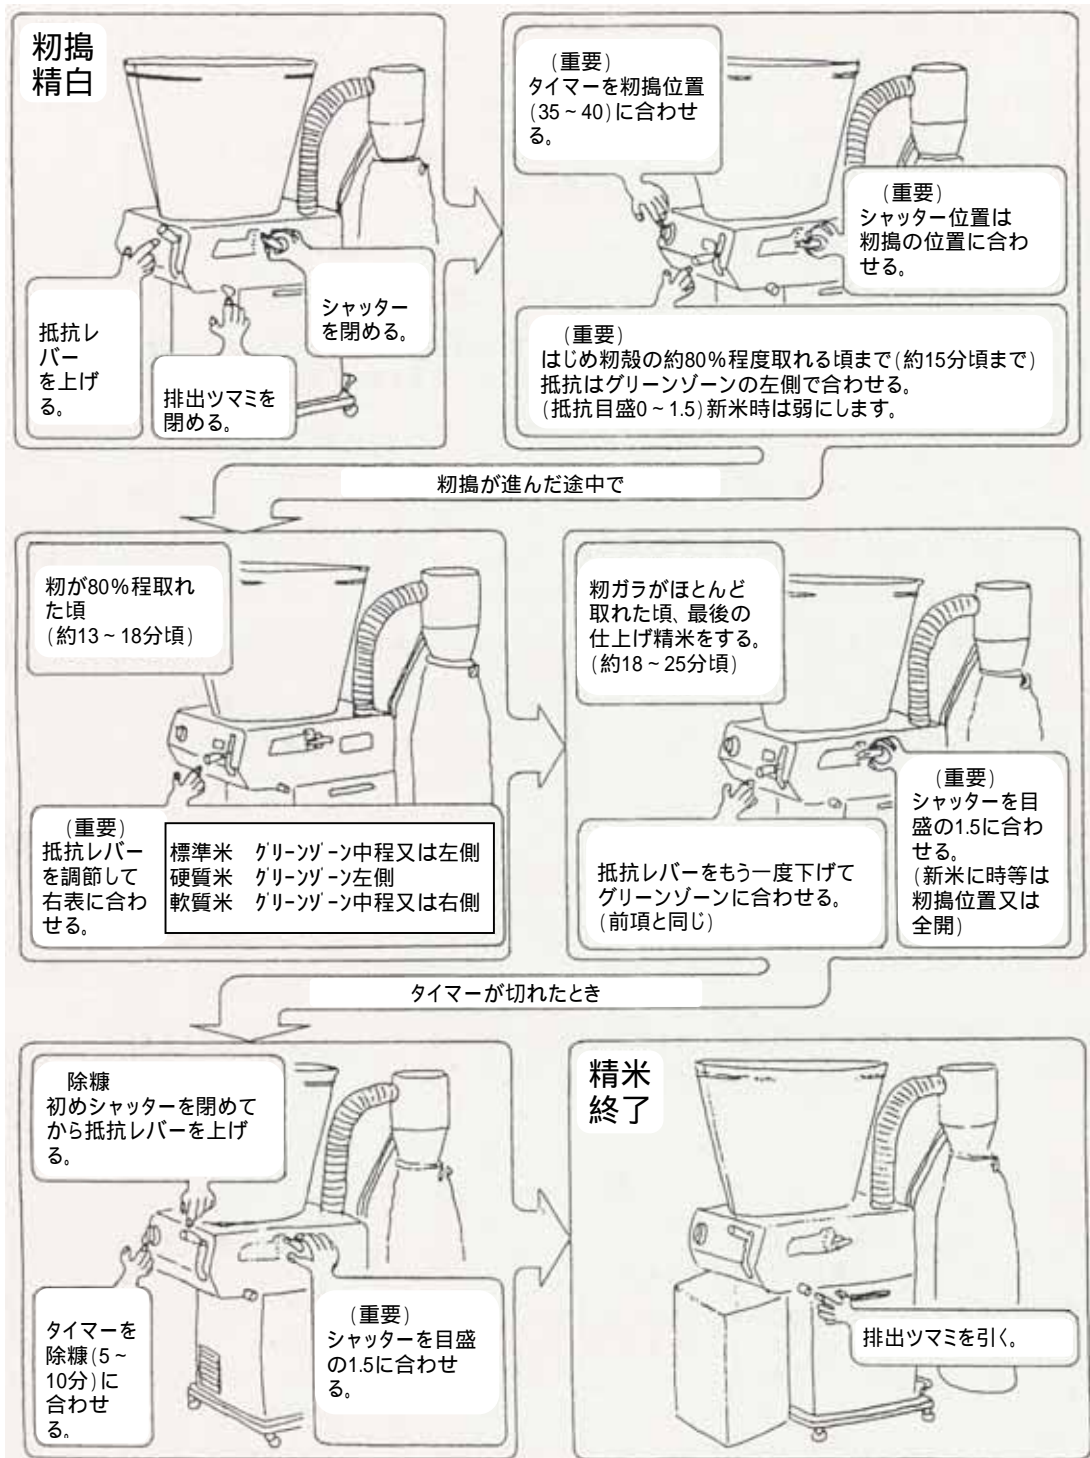 籾搗
精白
抵抗レ
バー
を上げ
る。
排出ツマミを
閉める。
シャッター
を閉める。
(重要)
タイマーを籾搗位置
(35~40)に合わせ
る。
(重要)
シャッター位置は
籾搗の位置に合わ
せる。
(重要)
はじめ籾殻の約80%程度取れる頃まで(約15分頃まで)
抵抗はグリーンゾーンの左側で合わせる。
(抵抗目盛0~1.5)新米時は弱にします。
籾搗が進んだ途中で
籾が80%程取れ
た頃
(約13~18分頃)
(重要)
抵抗レバー
を調節して
右表に合わ
せる。
標準米 グリーンゾーン中程又は左側
硬質米 グリーンゾーン左側
軟質米 グリーンゾーン中程又は右側
籾ガラがほとんど
取れた頃、最後の
仕上げ精米をする。
(約18~25分頃)
抵抗レバーをもう一度下げて
グリーンゾーンに合わせる。
(前項と同じ)
(重要)
シャッターを目
盛の1.5に合わ
せる。
(新米に時等は
籾搗位置又は
全開)
タイマーが切れたとき
除糠
初めシャッターを閉めて
から抵抗レバーを上げ
る。
タイマーを
除糠(5~
10分)に
合わせ
る。
(重要)
シャッターを目盛
の1.5に合わせ
る。
精米
終了
排出ツマミを引く。